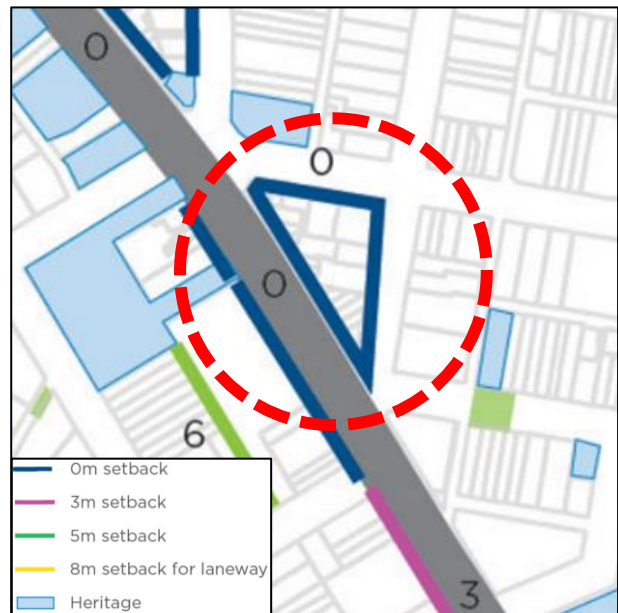 0
0
0
6
3
0m setback
3m setback
5m setback
8m setback for laneway
Heritage